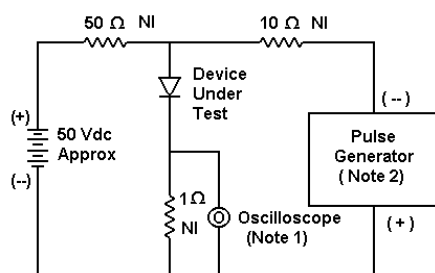 50 Ω NI
10 Ω NI
Device
Under
Test
(+)
50 Vdc
Approx
(--)
(--)
Pulse
Generator
( Note 2)
(+)
1Ω
NI
Oscilloscope
(Note 1)